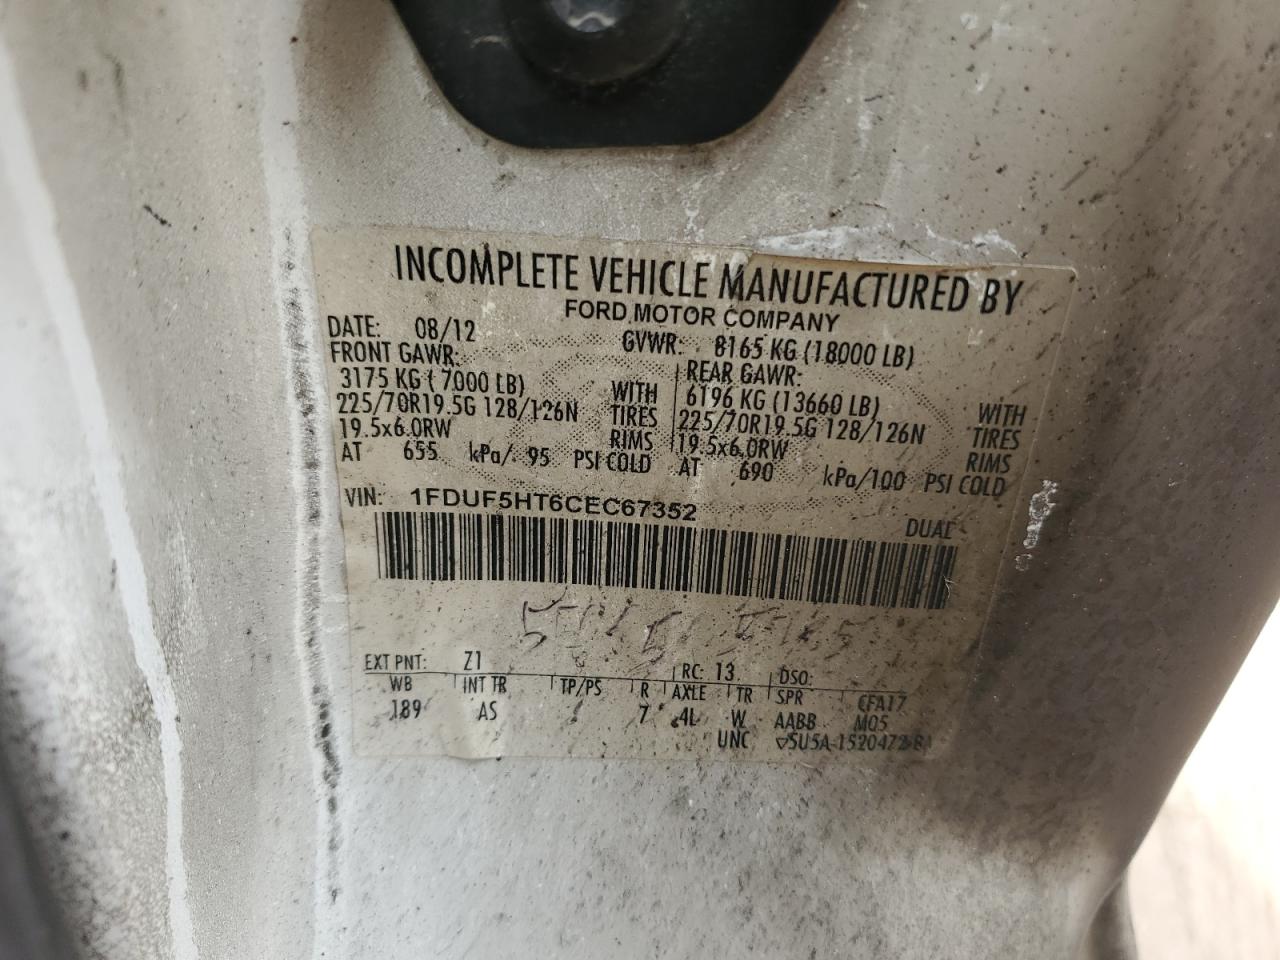 INCOMPLETE VEHICLE MANUFACTURED BY
FORD MOTOR COMPANY
DATE: 08/12 GVWR: 8165 KG (18000 LB)
FRONT GAWR: REAR GAWR:
3175 KG (7000 LB) WITH 6196 KG (13660 LB) WITH
225/70R19.5G 128/126N TIRES 225/70R19.5G 128/126N TIRES
19.5x6.0RW RIMS 19.5x6.0RW RIMS
AT 655 kPa/ 95 PSI COLD AT 690 kPa/100 PSI COLD
VIN: 1FDUF5HT6CEC67352
DUAL
EXT PNT: Z1 RC: 13 DSO:
WB INT TR TP/PS R AXLE TR SPR CFA17
189 AS 7 4L W AABB M05
UNC 5U5A-1520472-